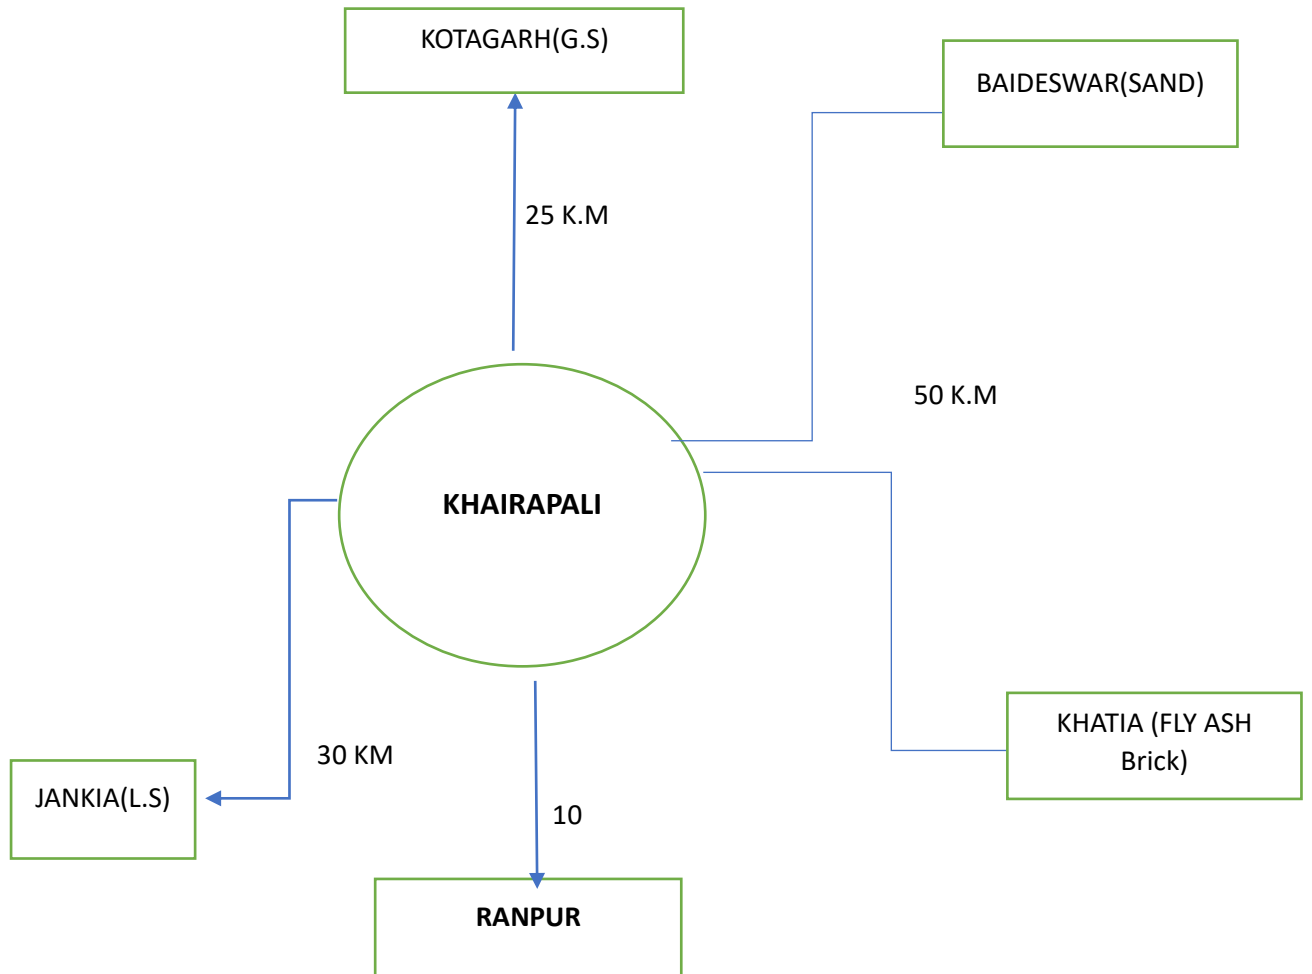 KOTAGARH(G.S)
BAIDESWAR(SAND)
25 K.M
50 K.M
KHAIRAPALI
KHATIA (FLY ASH
Brick)
30 KM
JANKIA(L.S)
10
RANPUR